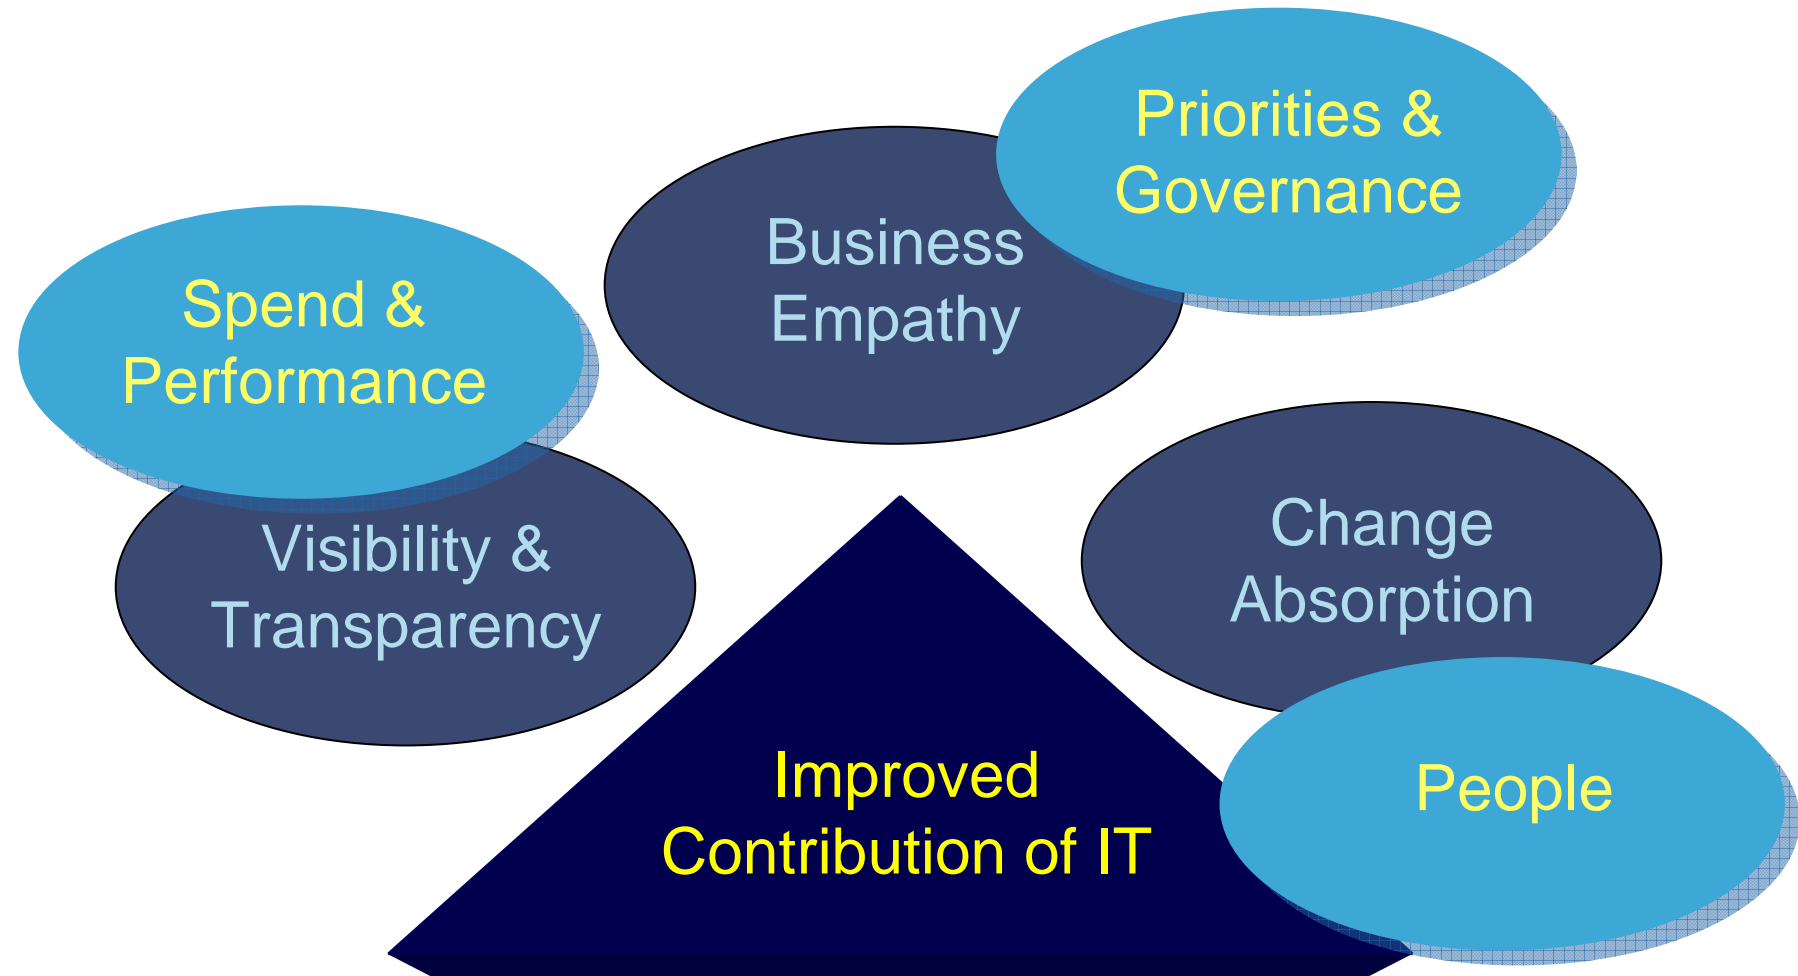 Priorities &
Governance
Business
Empathy
Spend &
Performance
Visibility &
Transparency
Change
Absorption
Improved
Contribution of IT
People